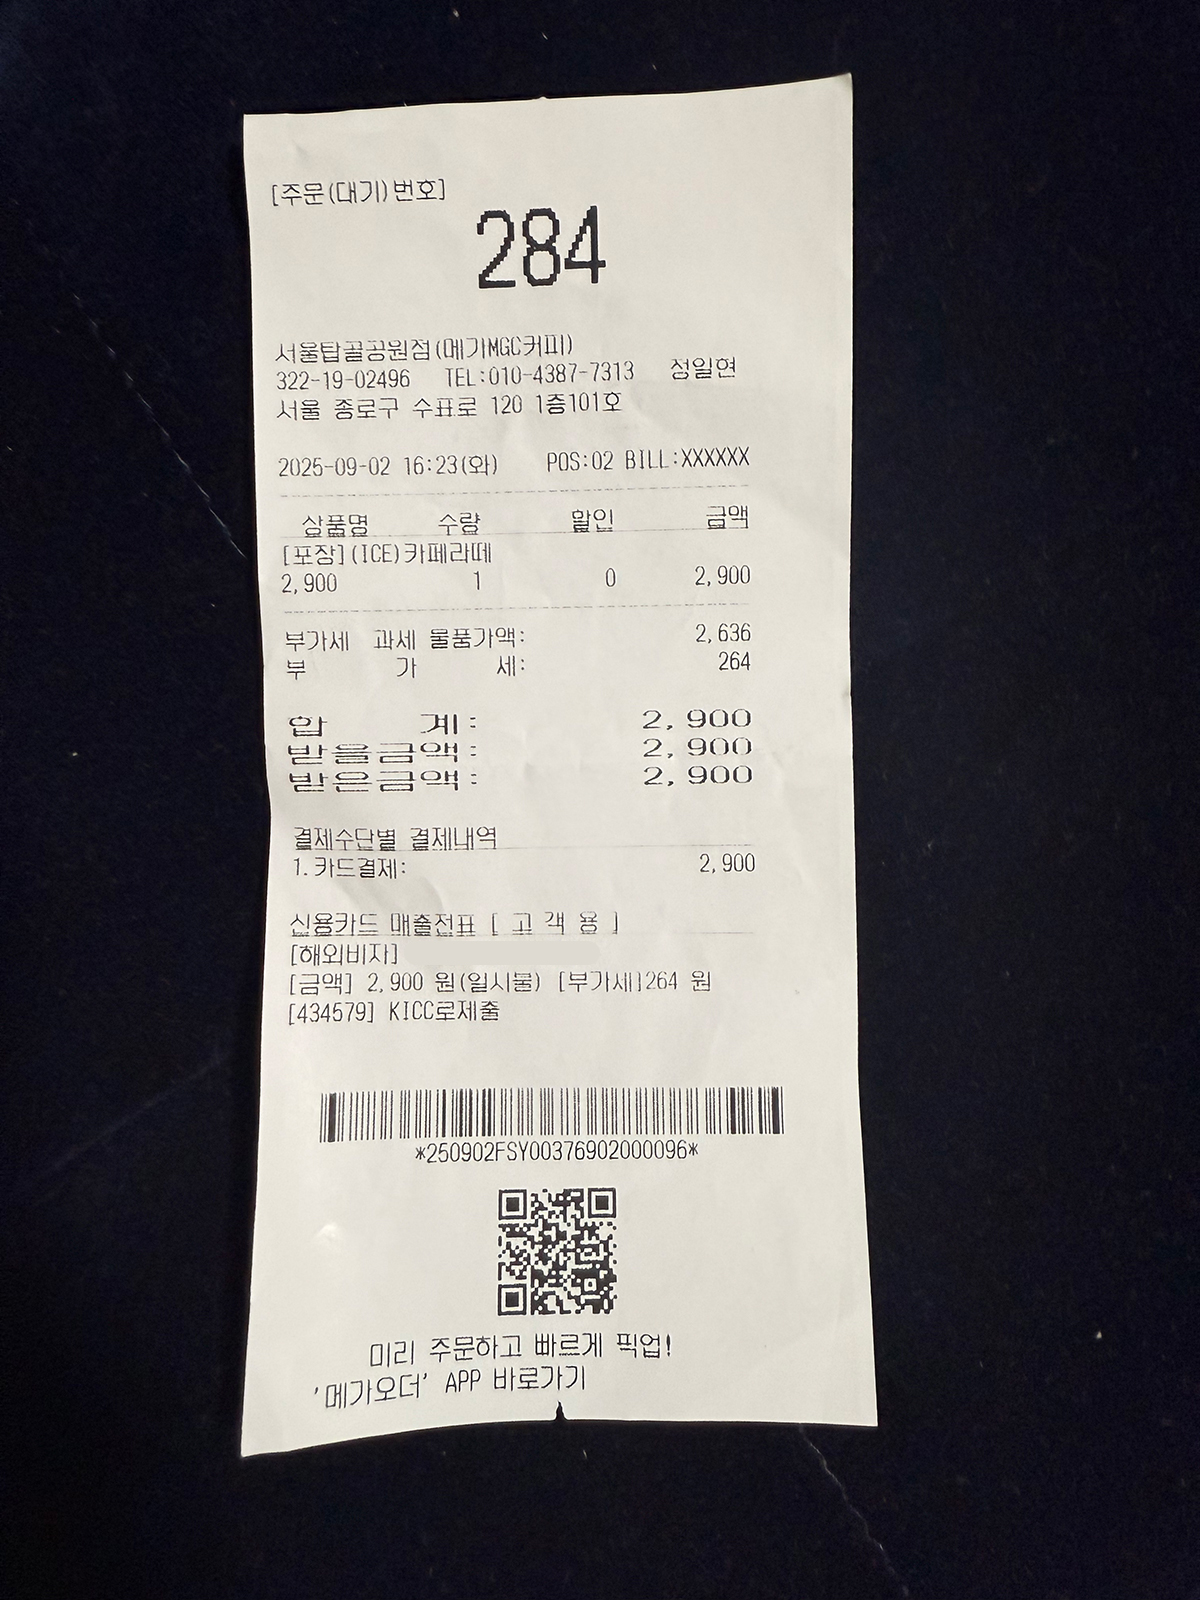 [주문(대기)번호]
284
서울탑골공원점(메가MGC커피)
322-19-02496 TEL:010-4387-7313 정일현
서울 종로구 수표로 120 1층101호
2025-09-02 16:23(화) POS:02 BILL:XXXXXX
상품명 수량 할인 금액
[포장](ICE)카페라떼
2,900 1 0 2,900
부가세 과세 물품가액: 2,636
부 가 세: 264
합 계: 2,900
받을금액: 2,900
받은금액: 2,900
결제수단별 결제내역
1.카드결제: 2,900
신용카드 매출전표 [ 고 객 용 ]
[해외비자]
[금액] 2,900 원(일시불) [부가세]264 원
[434579] KICC로제출
*250902FSY00376902000096*
미리 주문하고 빠르게 픽업!
'메가오더' APP 바로가기